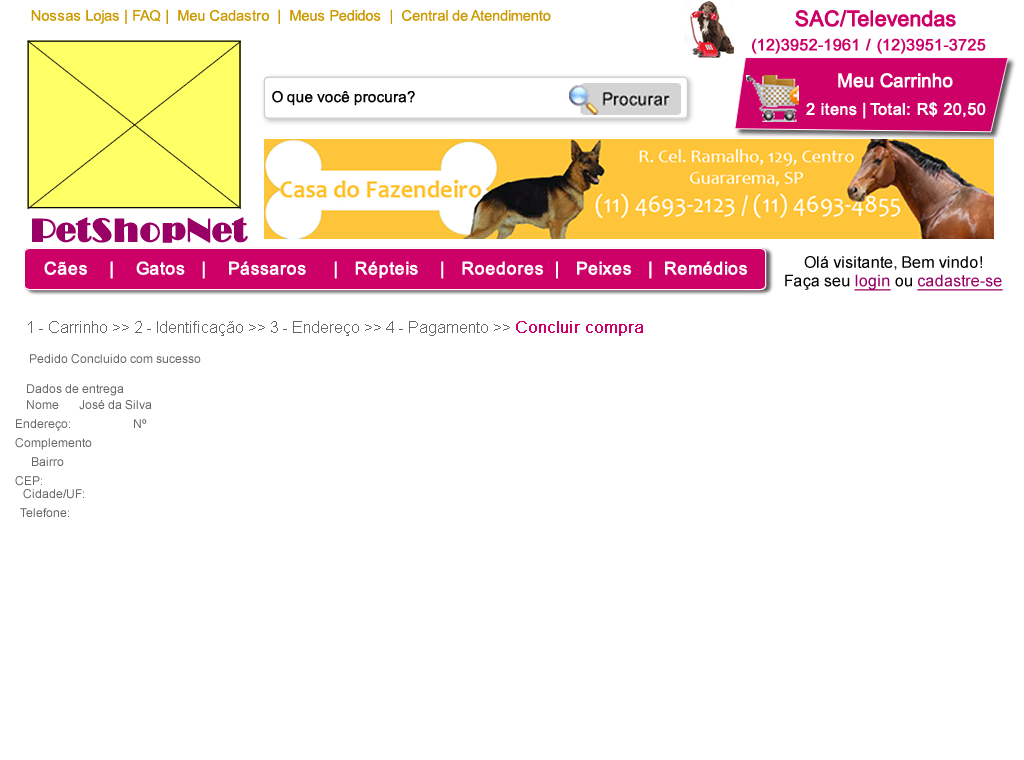 Nossas Lojas | FAQ | Meu Cadastro | Meus Pedidos | Central de Atendimento
SAC/Televendas
(12)3952-1961 / (12)3951-3725
Meu Carrinho
2 itens | Total: R$ 20,50
O que você procura?
Procurar
Casa do Fazendeiro
R. Cel. Ramalho, 129, Centro
Guararema, SP
(11) 4693-2123 / (11) 4693-4855
PetShopNet
Cães | Gatos | Pássaros | Répteis | Roedores | Peixes | Remédios
Olá visitante, Bem vindo!
Faça seu login ou cadastre-se
1 - Carrinho >> 2 - Identificação >> 3 - Endereço >> 4 - Pagamento >> Concluir compra
Pedido Concluido com sucesso
Dados de entrega
Nome José da Silva
Endereço: Nº
Complemento
Bairro
CEP:
Cidade/UF:
Telefone: